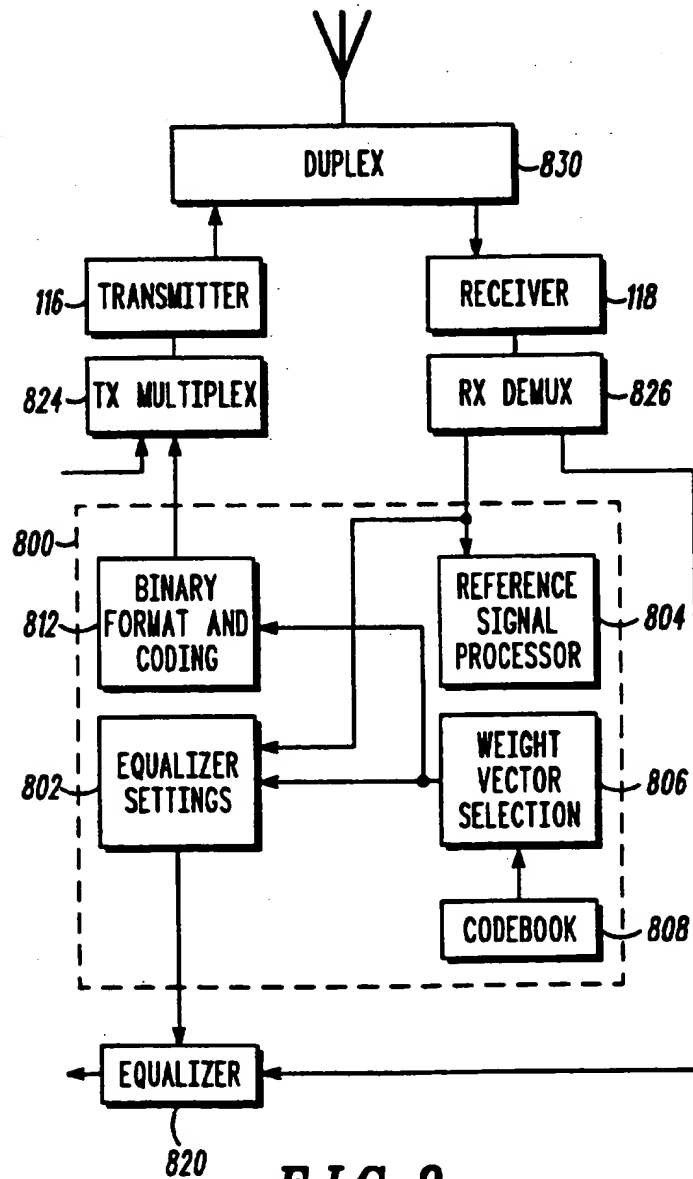 DUPLEX
830
116
TRANSMITTER
RECEIVER
118
824
TX MULTIPLEX
RX DEMUX
826
800
812
BINARY
FORMAT AND
CODING
REFERENCE
SIGNAL
PROCESSOR
804
802
EQUALIZER
SETTINGS
WEIGHT
VECTOR
SELECTION
806
CODEBOOK
808
EQUALIZER
820